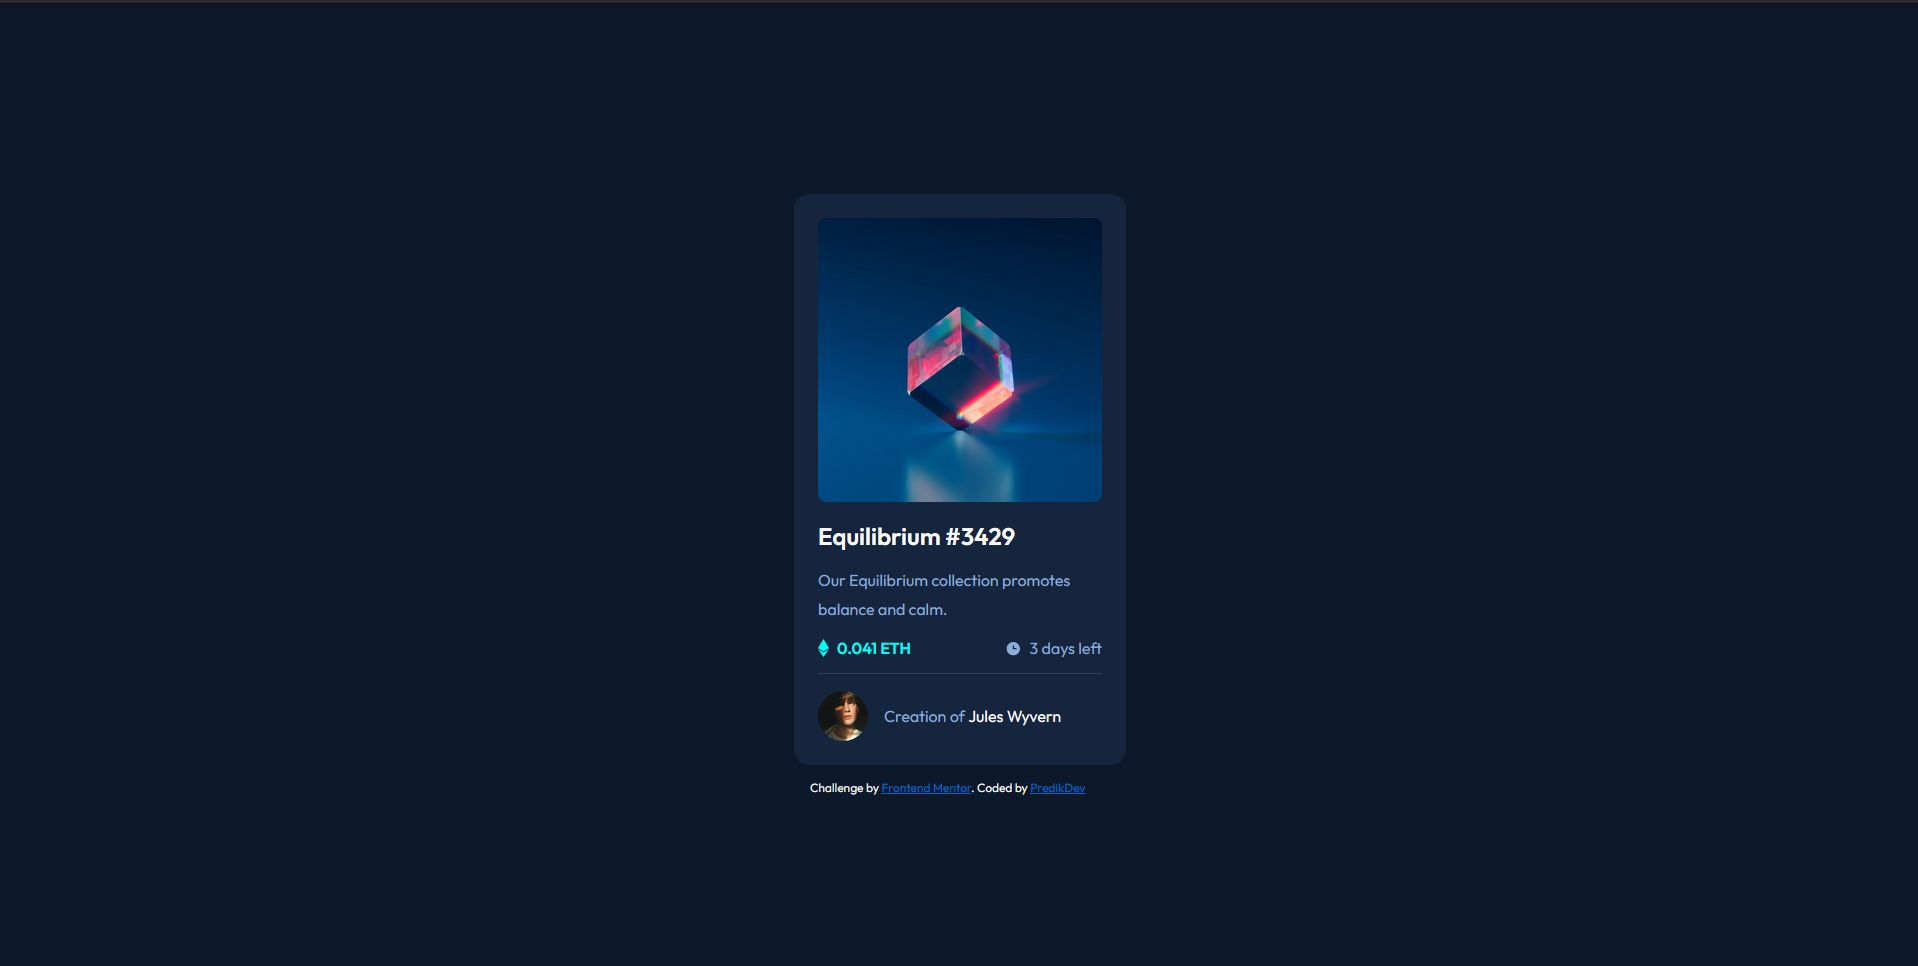 Equilibrium #3429
Our Equilibrium collection promotes
balance and calm.
0.041 ETH 3 days left
Creation of Jules Wyvern
Challenge by Frontend Mentor. Coded by PredikDev